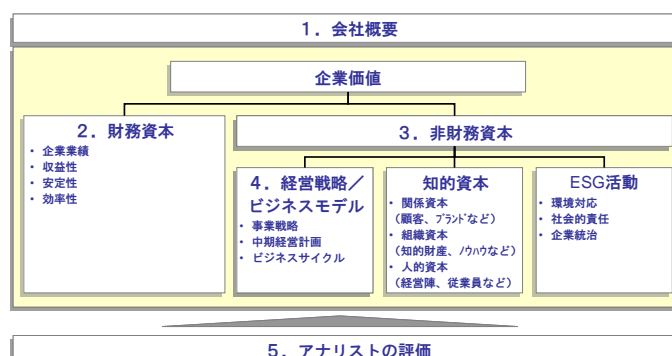 1．会社概要
企業価値
2．財務資本
・ 企業業績
・ 収益性
・ 安定性
・ 効率性
3．非財務資本
4．経営戦略／
ビジネスモデル
・ 事業戦略
・ 中期経営計画
・ ビジネスサイクル
知的資本
・ 関係資本
（顧客、ﾌﾞﾗﾝﾄﾞなど）
・ 組織資本
（知的財産、ﾉｳﾊｳなど）
・ 人的資本
（経営陣、従業員など）
ESG活動
・ 環境対応
・ 社会的責任
・ 企業統治
5．アナリストの評価